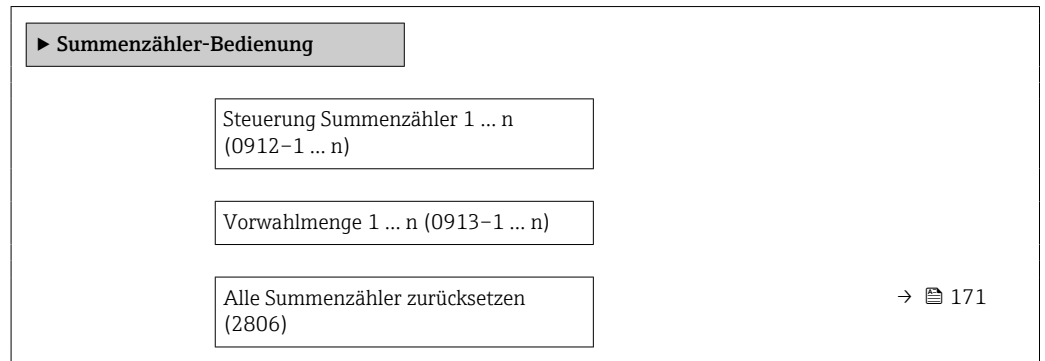 ▶ Summenzähler-Bedienung
Steuerung Summenzähler 1 … n
(0912–1 … n)
Vorwahlmenge 1 … n (0913–1 … n)
Alle Summenzähler zurücksetzen
(2806)
→ 171